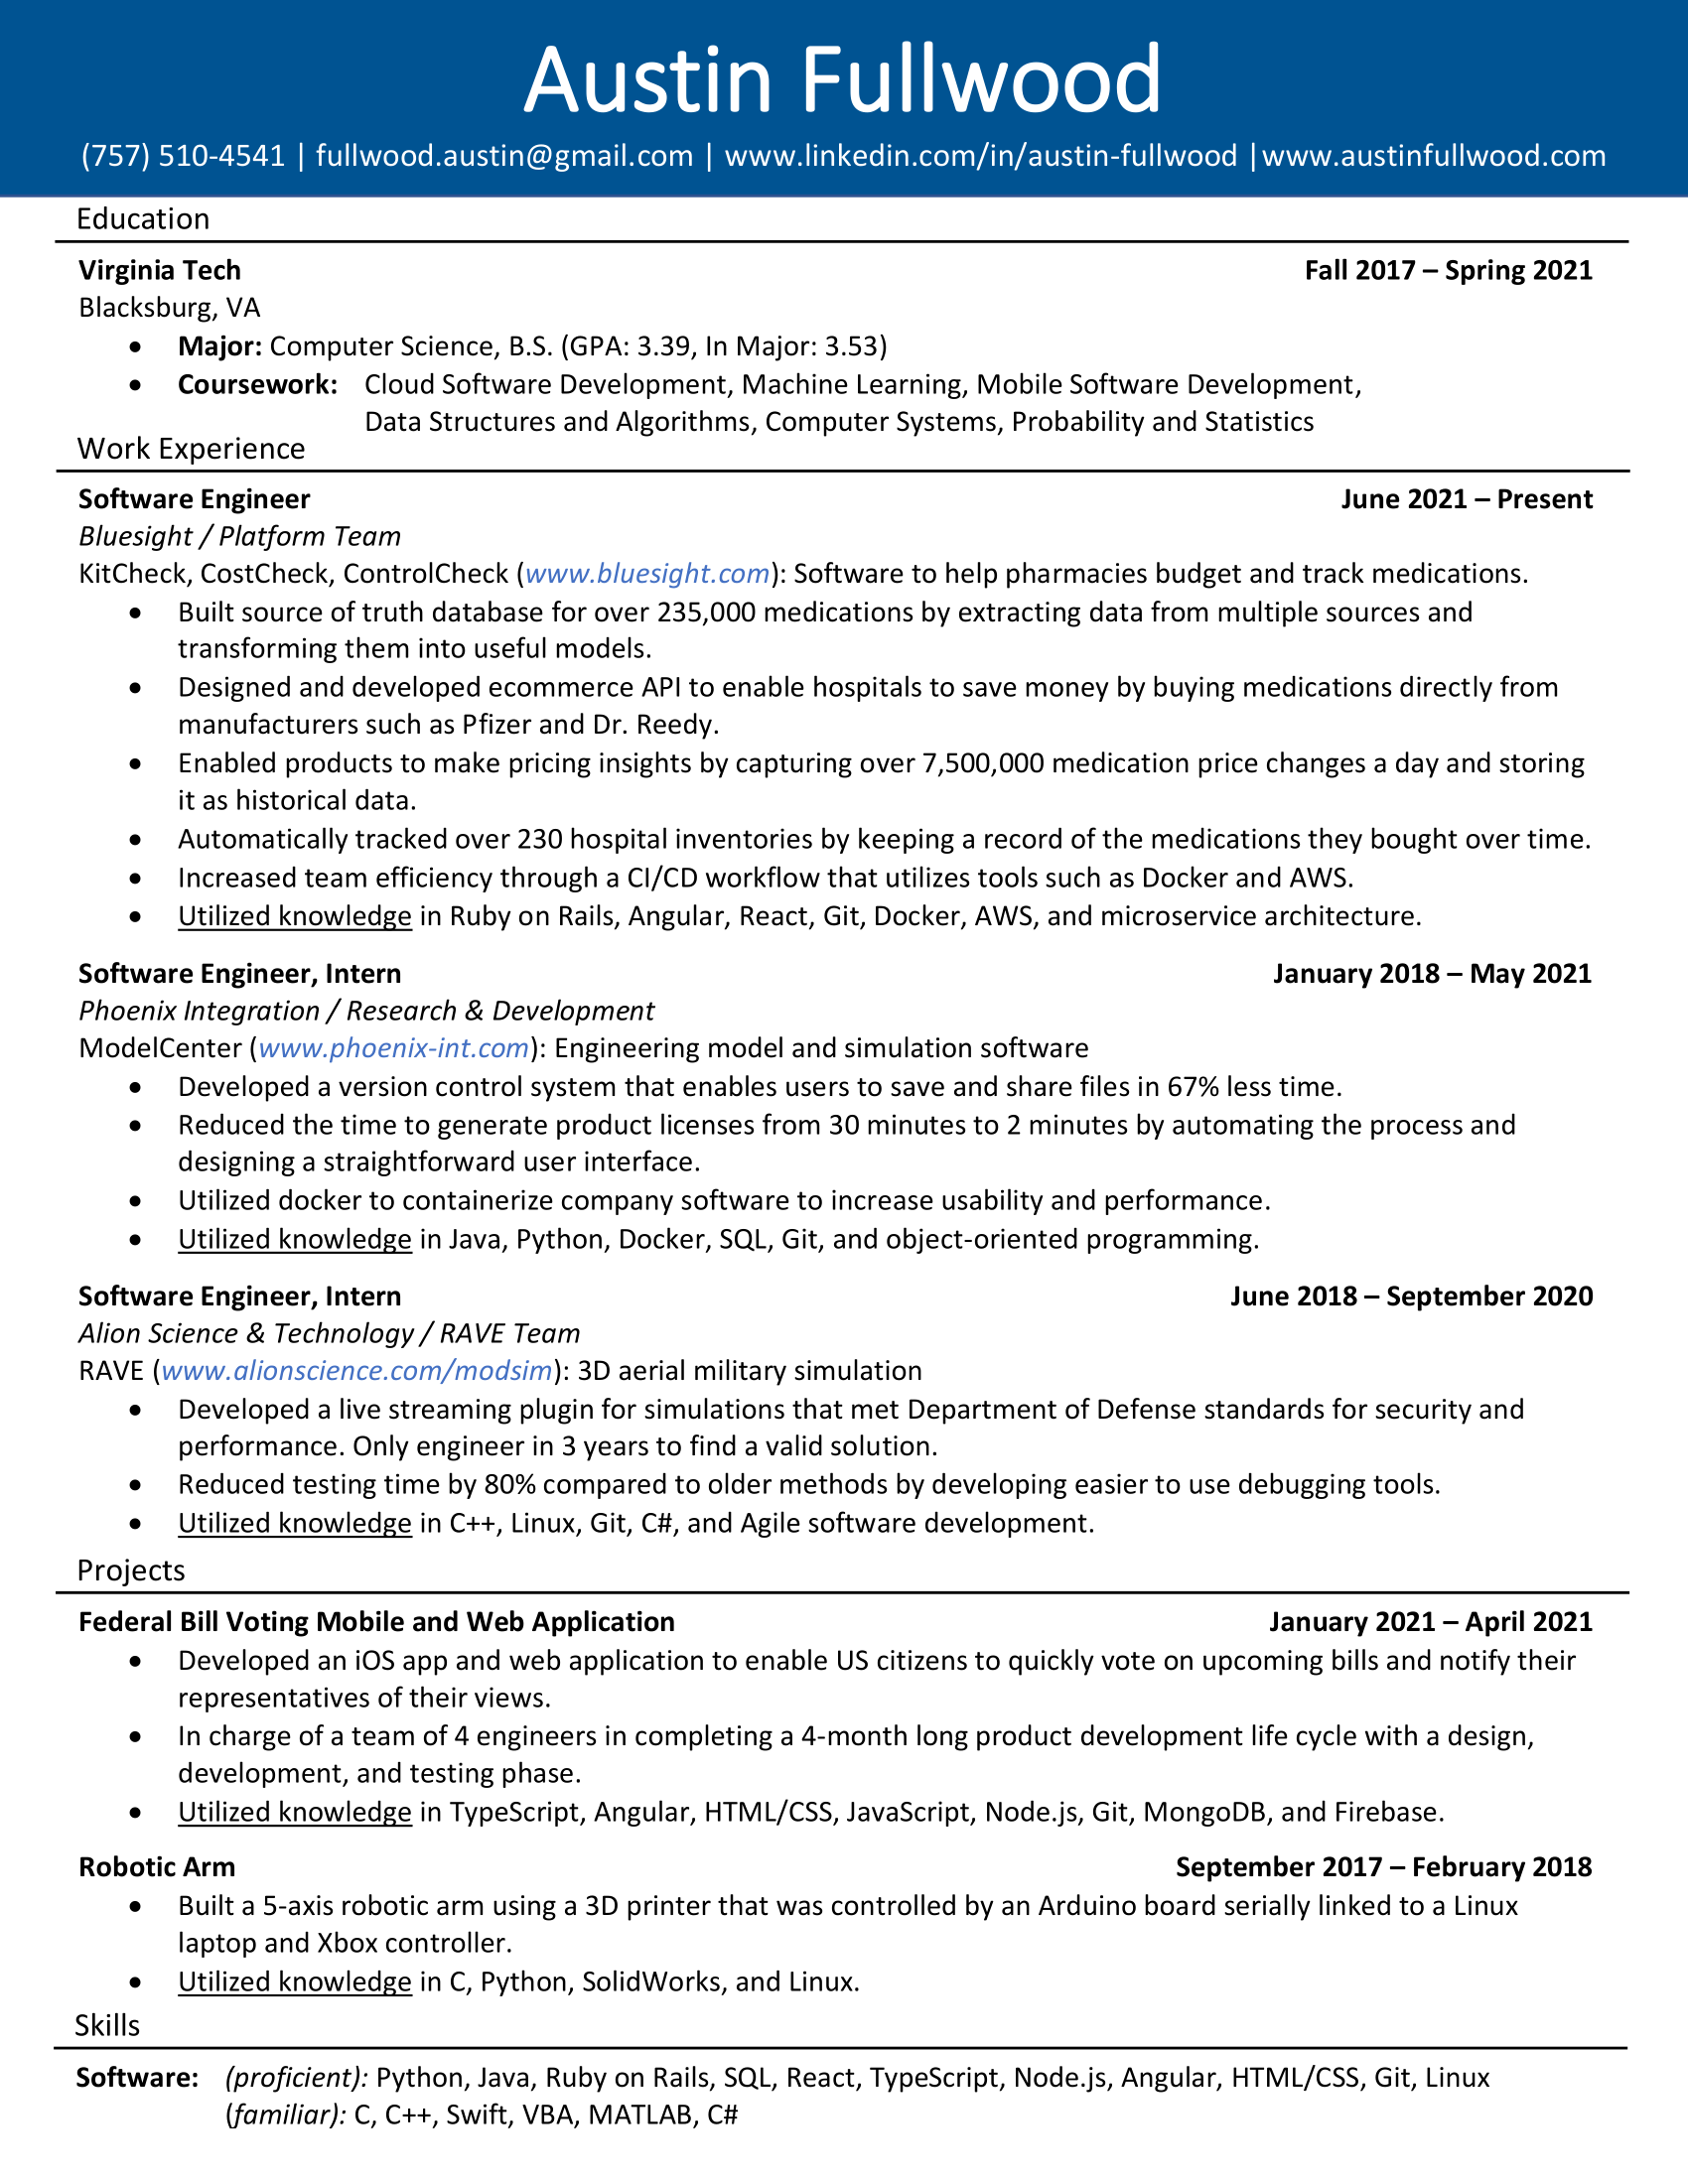 Austin Fullwood
(757) 510-4541 | fullwood.austin@gmail.com | www.linkedin.com/in/austin-fullwood |www.austinfullwood.com
Education
Virginia Tech Fall 2017 – Spring 2021
Blacksburg, VA
• Major: Computer Science, B.S. (GPA: 3.39, In Major: 3.53)
• Coursework: Cloud Software Development, Machine Learning, Mobile Software Development,
Data Structures and Algorithms, Computer Systems, Probability and Statistics
Work Experience
Software Engineer June 2021 – Present
Bluesight / Platform Team
KitCheck, CostCheck, ControlCheck (www.bluesight.com): Software to help pharmacies budget and track medications.
• Built source of truth database for over 235,000 medications by extracting data from multiple sources and
transforming them into useful models.
• Designed and developed ecommerce API to enable hospitals to save money by buying medications directly from
manufacturers such as Pfizer and Dr. Reedy.
• Enabled products to make pricing insights by capturing over 7,500,000 medication price changes a day and storing
it as historical data.
• Automatically tracked over 230 hospital inventories by keeping a record of the medications they bought over time.
• Increased team efficiency through a CI/CD workflow that utilizes tools such as Docker and AWS.
• Utilized knowledge in Ruby on Rails, Angular, React, Git, Docker, AWS, and microservice architecture.
Software Engineer, Intern January 2018 – May 2021
Phoenix Integration / Research & Development
ModelCenter (www.phoenix-int.com): Engineering model and simulation software
• Developed a version control system that enables users to save and share files in 67% less time.
• Reduced the time to generate product licenses from 30 minutes to 2 minutes by automating the process and
designing a straightforward user interface.
• Utilized docker to containerize company software to increase usability and performance.
• Utilized knowledge in Java, Python, Docker, SQL, Git, and object-oriented programming.
Software Engineer, Intern June 2018 – September 2020
Alion Science & Technology / RAVE Team
RAVE (www.alionscience.com/modsim): 3D aerial military simulation
• Developed a live streaming plugin for simulations that met Department of Defense standards for security and
performance. Only engineer in 3 years to find a valid solution.
• Reduced testing time by 80% compared to older methods by developing easier to use debugging tools.
• Utilized knowledge in C++, Linux, Git, C#, and Agile software development.
Projects
Federal Bill Voting Mobile and Web Application January 2021 – April 2021
• Developed an iOS app and web application to enable US citizens to quickly vote on upcoming bills and notify their
representatives of their views.
• In charge of a team of 4 engineers in completing a 4-month long product development life cycle with a design,
development, and testing phase.
• Utilized knowledge in TypeScript, Angular, HTML/CSS, JavaScript, Node.js, Git, MongoDB, and Firebase.
Robotic Arm September 2017 – February 2018
• Built a 5-axis robotic arm using a 3D printer that was controlled by an Arduino board serially linked to a Linux
laptop and Xbox controller.
• Utilized knowledge in C, Python, SolidWorks, and Linux.
Skills
Software: (proficient): Python, Java, Ruby on Rails, SQL, React, TypeScript, Node.js, Angular, HTML/CSS, Git, Linux
(familiar): C, C++, Swift, VBA, MATLAB, C#